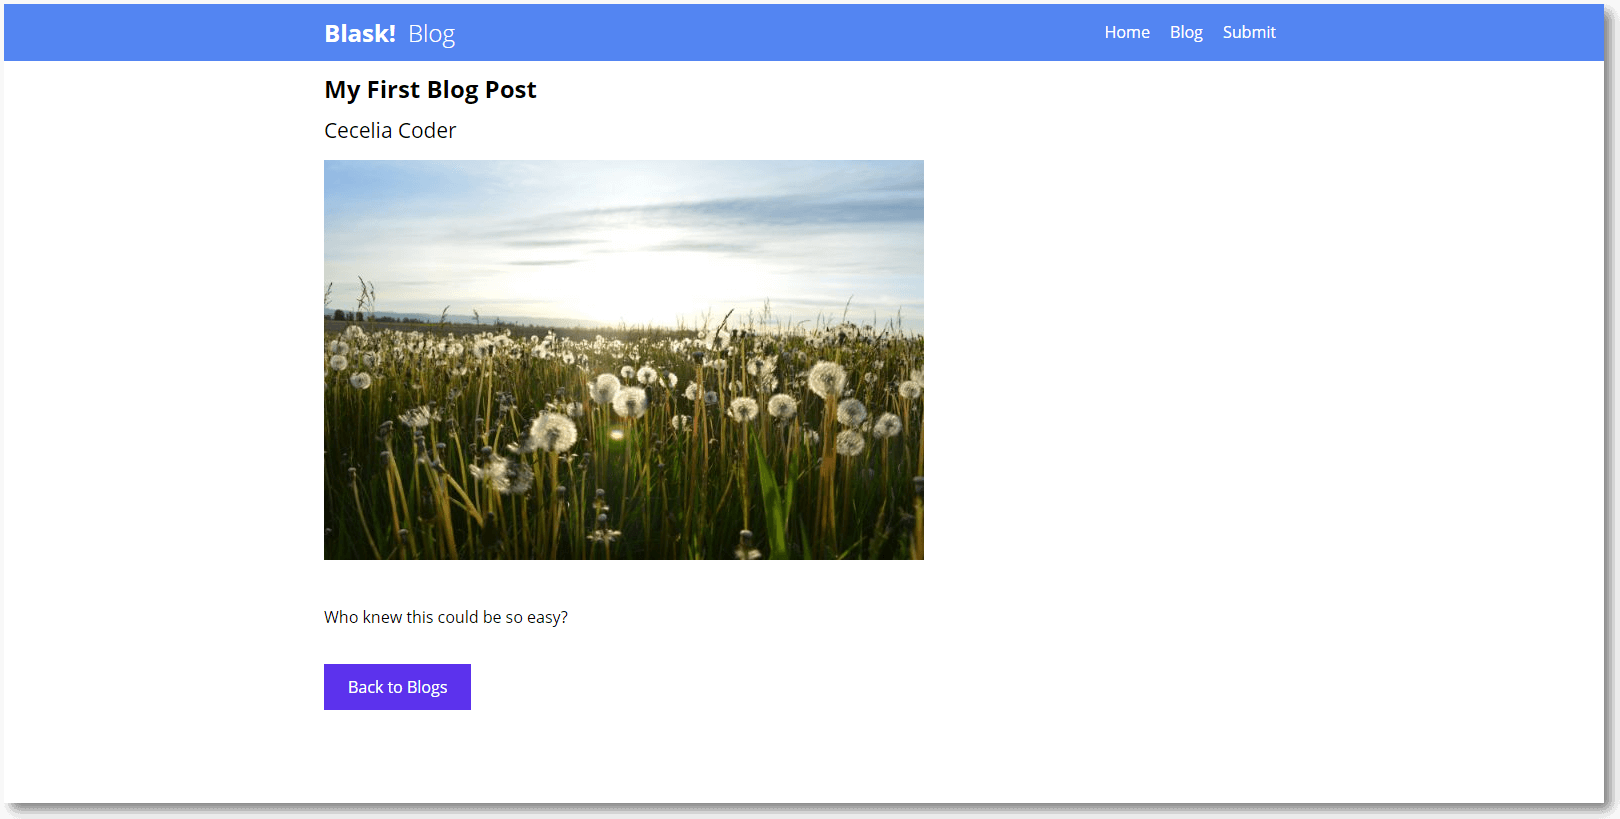 Blask! Blog Home Blog Submit
My First Blog Post
Cecelia Coder
Who knew this could be so easy?
Back to Blogs